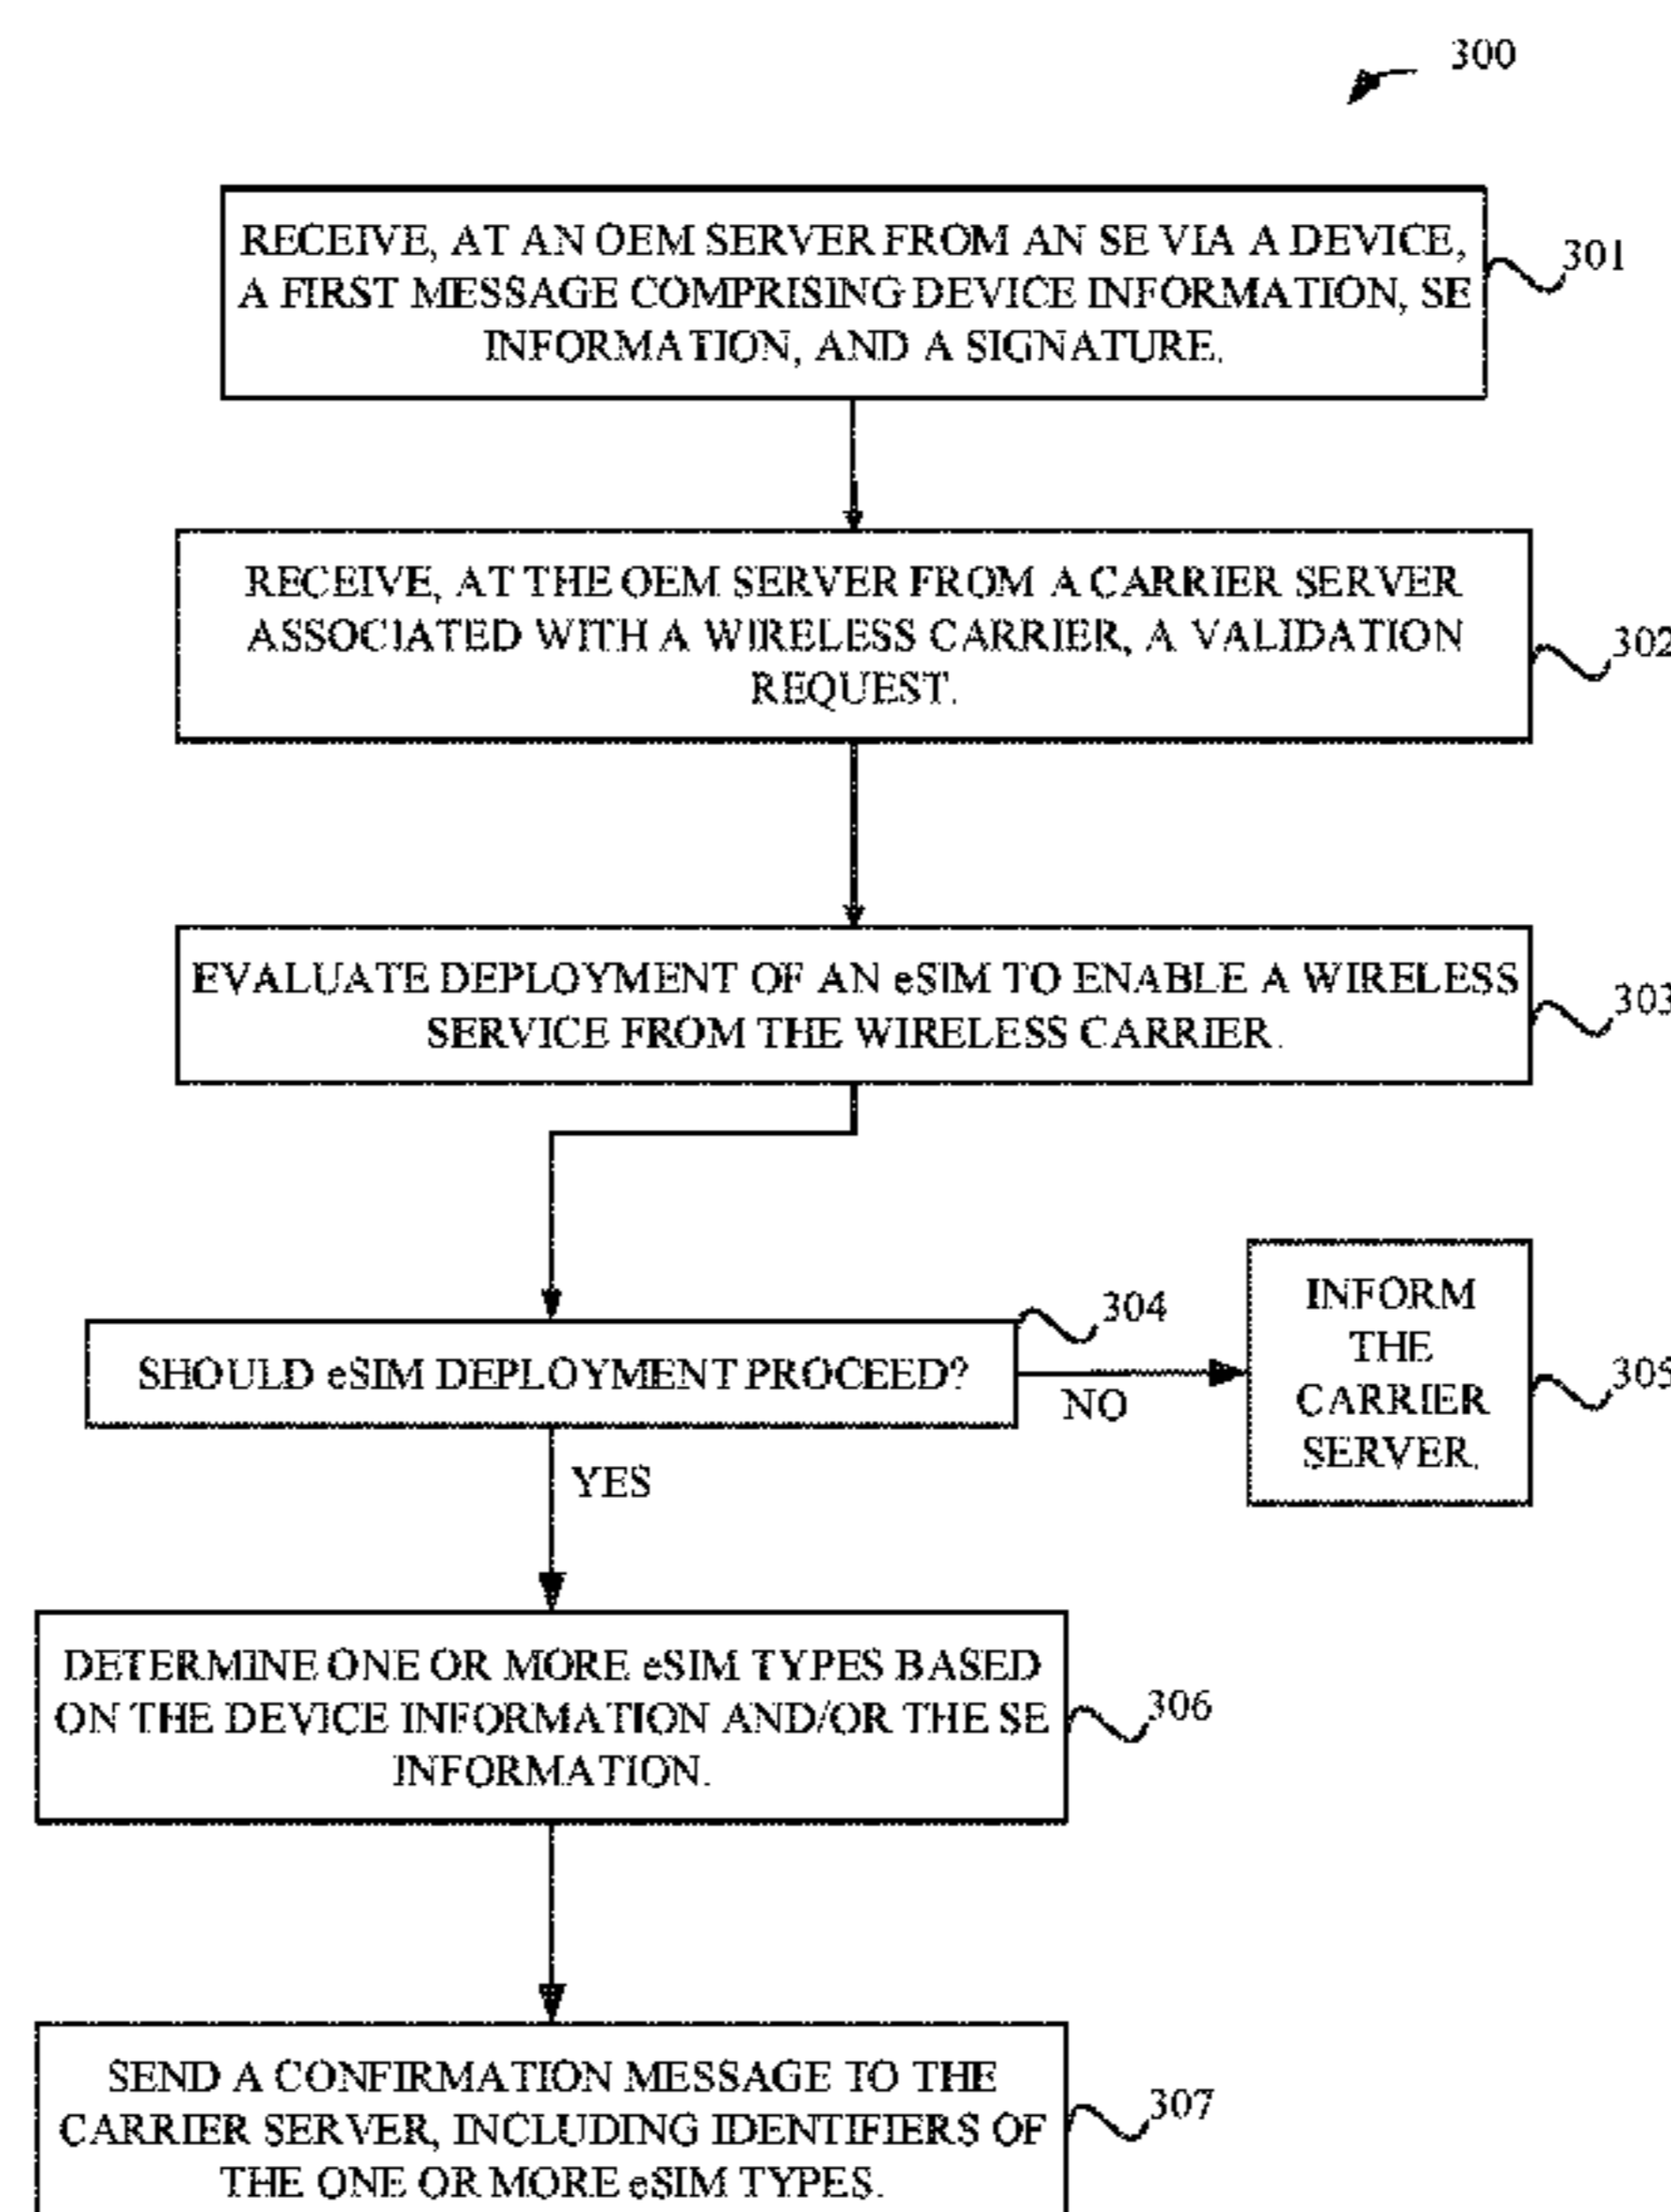 300
RECEIVE, AT AN OEM SERVER FROM AN SE VIA A DEVICE,
A FIRST MESSAGE COMPRISING DEVICE INFORMATION, SE
INFORMATION, AND A SIGNATURE.
301
RECEIVE, AT THE OEM SERVER FROM A CARRIER SERVER
ASSOCIATED WITH A WIRELESS CARRIER, A VALIDATION
REQUEST.
302
EVALUATE DEPLOYMENT OF AN eSIM TO ENABLE A WIRELESS
SERVICE FROM THE WIRELESS CARRIER.
303
SHOULD eSIM DEPLOYMENT PROCEED?
304
NO
INFORM
THE
CARRIER
SERVER.
305
YES
DETERMINE ONE OR MORE eSIM TYPES BASED
ON THE DEVICE INFORMATION AND/OR THE SE
INFORMATION.
306
SEND A CONFIRMATION MESSAGE TO THE
CARRIER SERVER, INCLUDING IDENTIFIERS OF
THE ONE OR MORE eSIM TYPES.
307